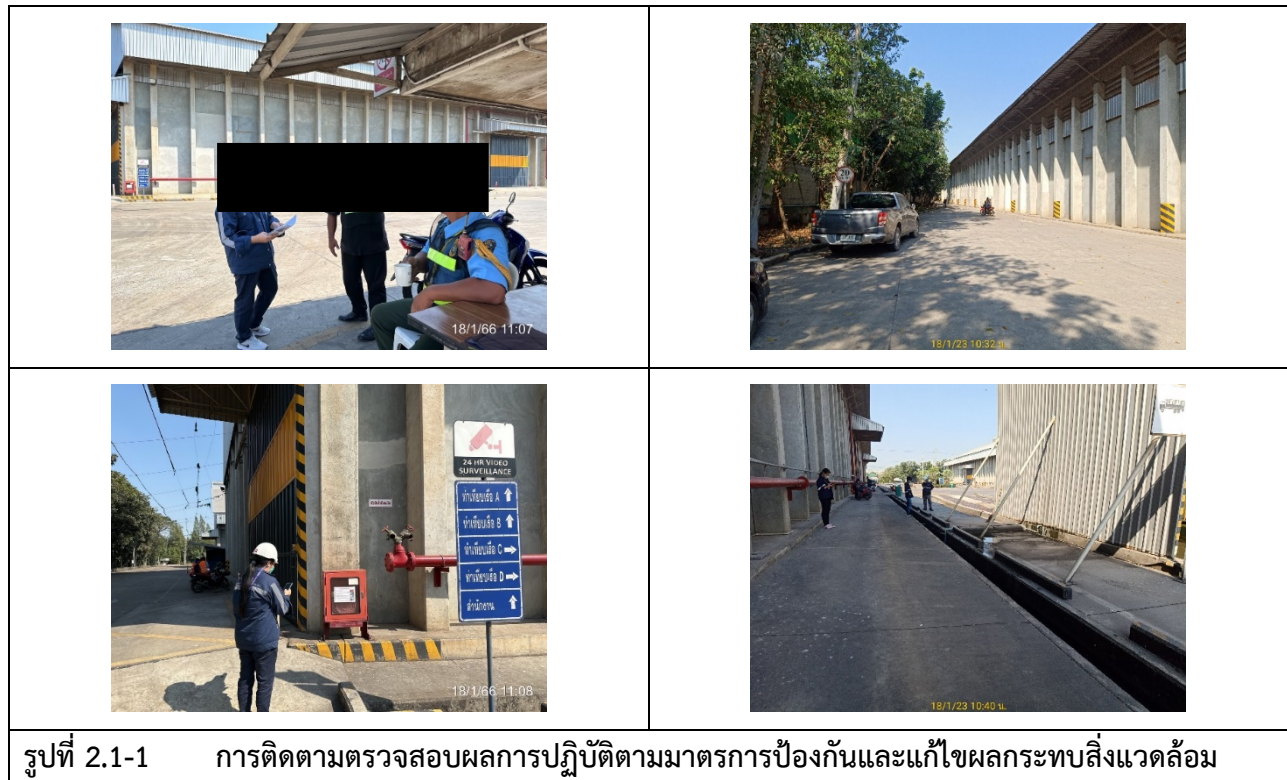 18/1/66 11:07
20
18/1/23 10:32 น.
24 HR VIDEO
SURVEILLANCE
ท่าเทียบเรือ A
ท่าเทียบเรือ B
ท่าเทียบเรือ C
ท่าเทียบเรือ D
สำนักงาน
18/1/66 11:08
18/1/23 10:40 น.
รูปที่ 2.1-1 การติดตามตรวจสอบผลการปฏิบัติตามมาตรการป้องกันและแก้ไขผลกระทบสิ่งแวดล้อม